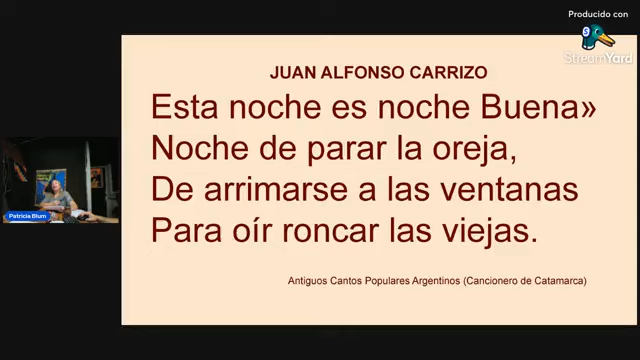 Producido con
StreamYard
JUAN ALFONSO CARRIZO
Esta noche es noche Buena»
Noche de parar la oreja,
De arrimarse a las ventanas
Para oír roncar las viejas.
Antiguos Cantos Populares Argentinos (Cancionero de Catamarca)
Patricia Blum